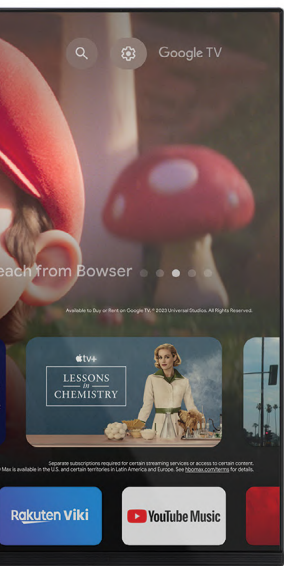 Google TV
each from Bowser
Available to Buy or Rent on Google TV. © 2023 Universal Studios. All Rights Reserved.
tv+
LESSONS
in
CHEMISTRY
Separate subscriptions required for certain streaming services or access to certain content.
Max is available in the U.S. and certain territories in Latin America and Europe. See hbomax.com/terms for details.
Rakuten Viki
YouTube Music